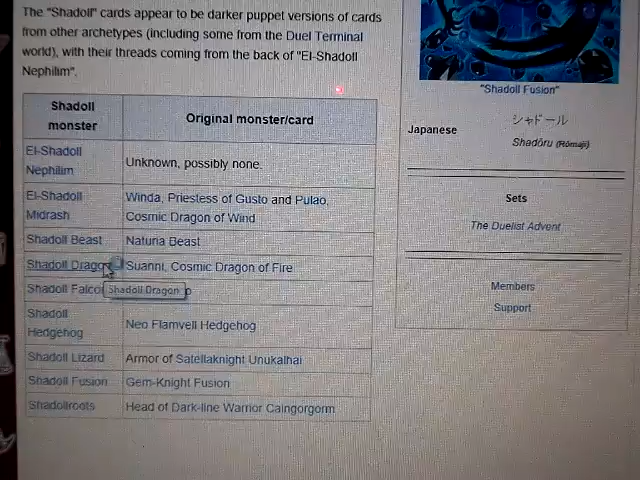 The "Shadoll" cards appear to be darker puppet versions of cards
from other archetypes (including some from the Duel Terminal
world), with their threads coming from the back of "El-Shadoll
Nephilim".
Shadoll
monster
Original monster/card
El-Shadoll
Nephilim
Unknown, possibly none.
El-Shadoll
Midrash
Winda, Priestess of Gusto and Pulao,
Cosmic Dragon of Wind
Shadoll Beast
Naturia Beast
Shadoll Drago
Suanni, Cosmic Dragon of Fire
Shadoll Falco
Shadoll Dragon
p
Shadoll
Hedgehog
Neo Flamvell Hedgehog
Shadoll Lizard
Armor of Satellaknight Unukalhai
Shadoll Fusion
Gem-Knight Fusion
Shadollroots
Head of Dark-line Warrior Caingorgorm
"Shadoll Fusion"
Japanese
シャドール
Shadōru (Rōmaji)
Sets
The Duelist Advent
Members
Support